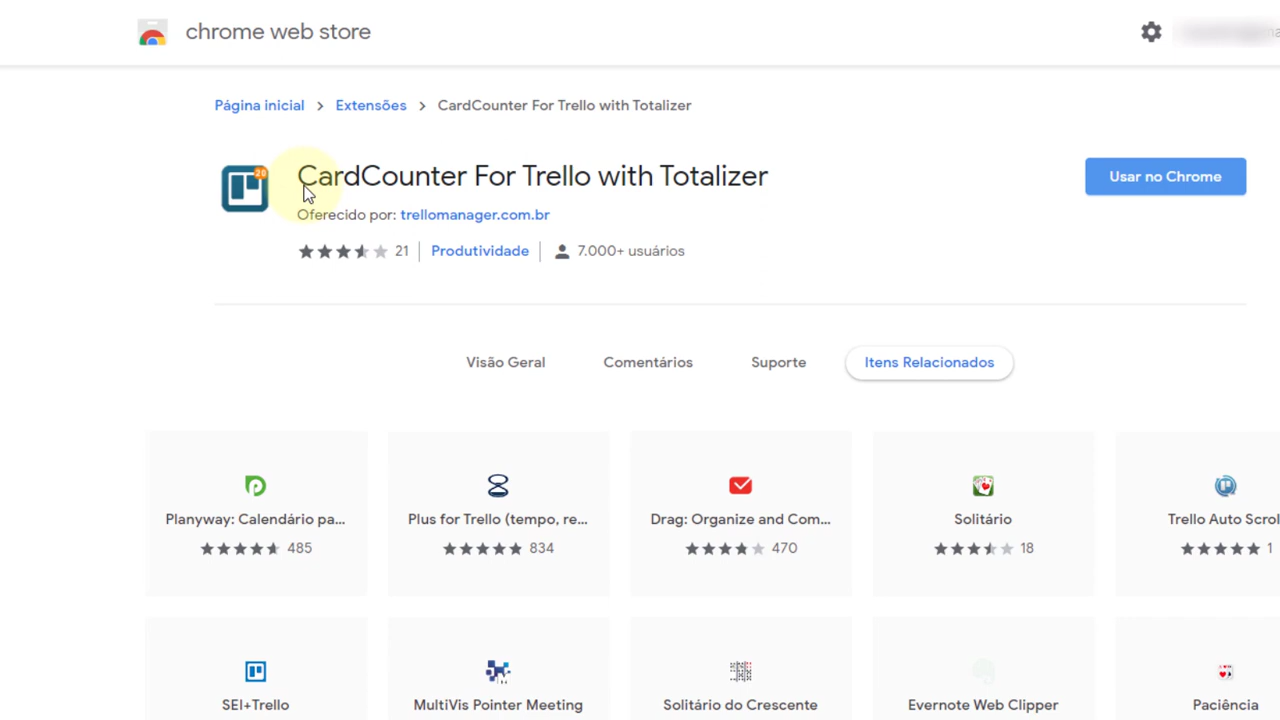 chrome web store
Página inicial > Extensões > CardCounter For Trello with Totalizer
20
CardCounter For Trello with Totalizer
Usar no Chrome
Oferecido por: trellomanager.com.br
21 | Produtividade | 7.000+ usuários
Visão Geral
Comentários
Suporte
Itens Relacionados
Planyway: Calendário pa...
485
Plus for Trello (tempo, re...
834
Drag: Organize and Com...
470
Solitário
18
Trello Auto Scrol
1
SEI+Trello
MultiVis Pointer Meeting
Solitário do Crescente
Evernote Web Clipper
Paciência